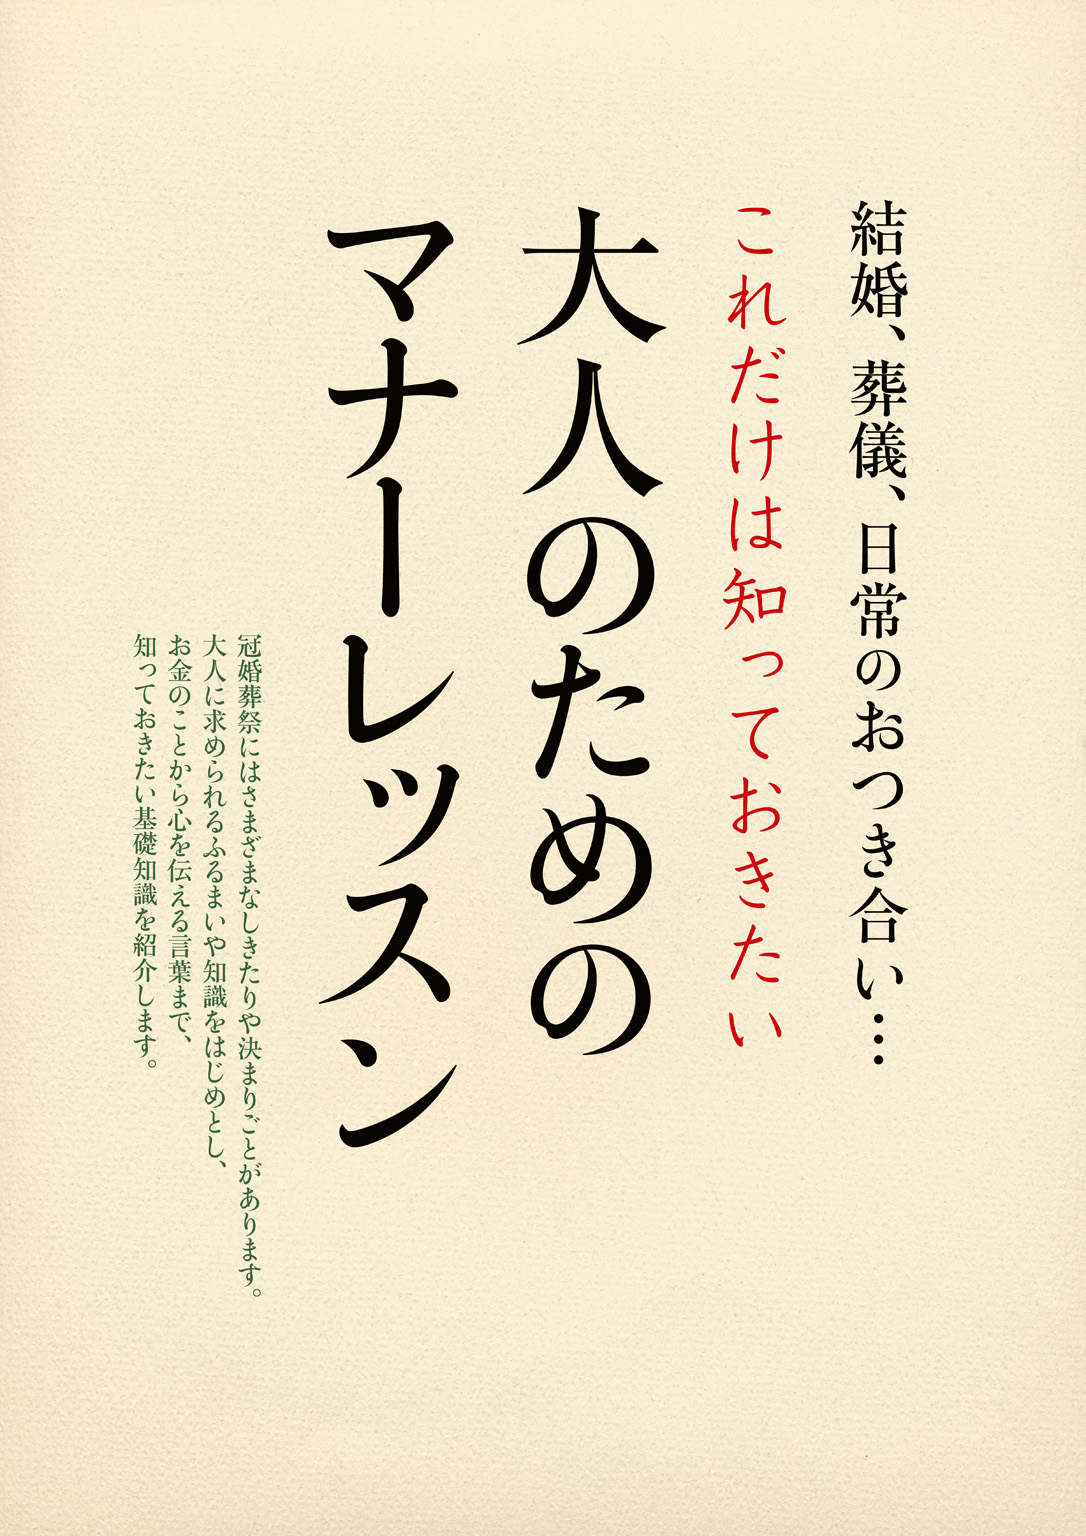 結婚、葬儀、日常のおつき合い…
これだけは知っておきたい
大人のための
マナーレッスン
冠婚葬祭にはさまざまなしきたりや決まりごとがあります。
大人に求められるふるまいや知識をはじめとし、
お金のことから心を伝える言葉まで、
知っておきたい基礎知識を紹介します。